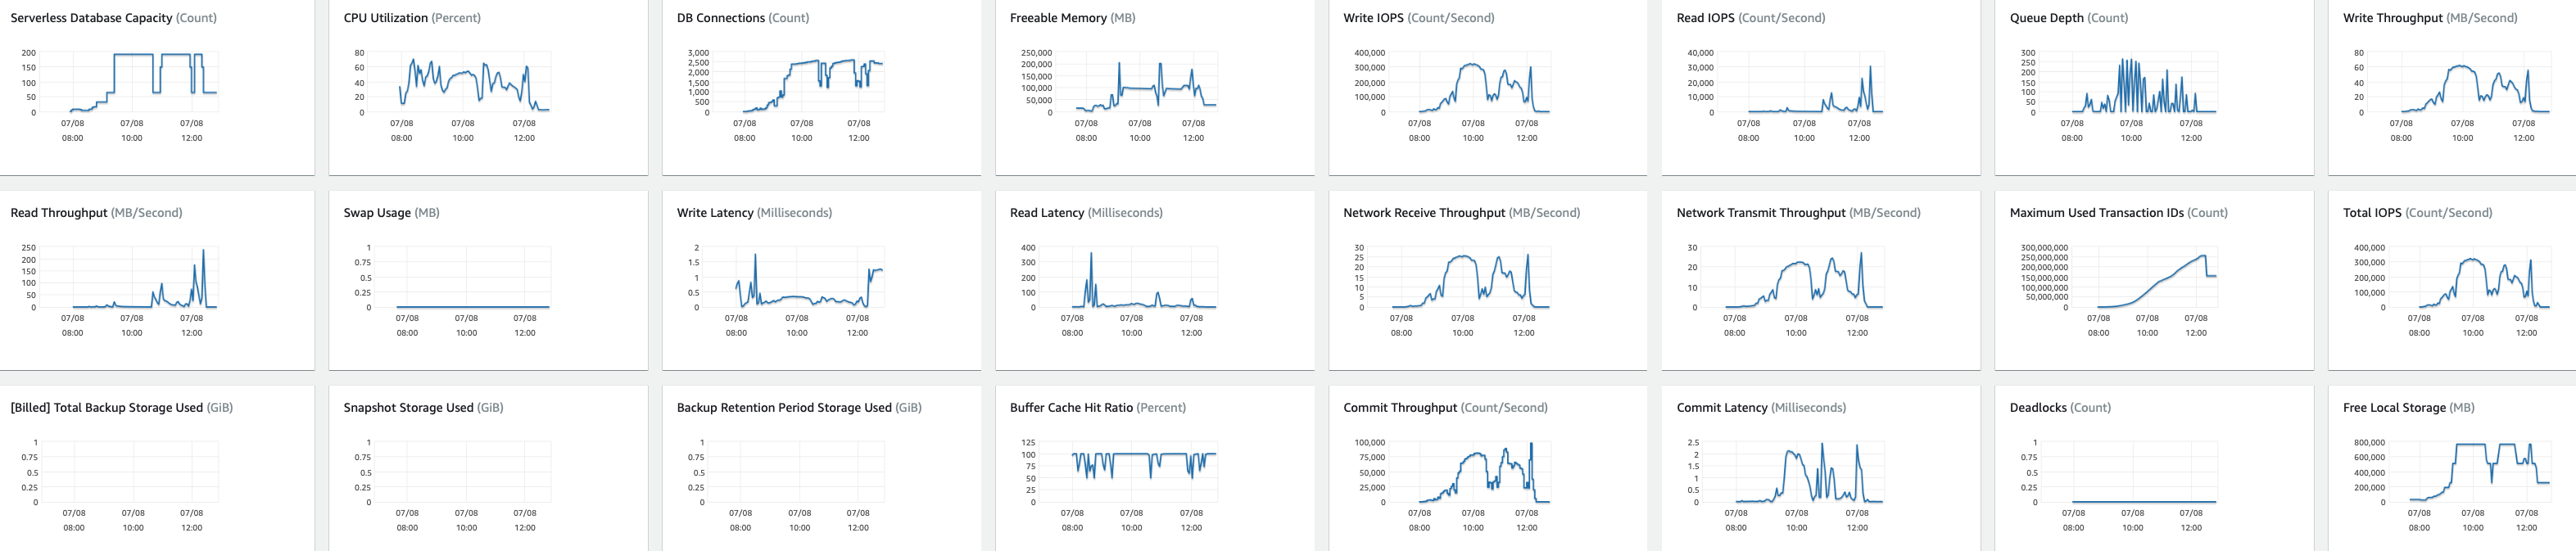 Serverless Database Capacity (Count)
200
150
100
50
0
07/08 07/08 07/08
08:00 10:00 12:00
CPU Utilization (Percent)
80
60
40
20
0
07/08 07/08 07/08
08:00 10:00 12:00
DB Connections (Count)
3,000
2,500
2,000
1,500
1,000
500
0
07/08 07/08 07/08
08:00 10:00 12:00
Freeable Memory (MB)
250,000
200,000
150,000
100,000
50,000
0
07/08 07/08 07/08
08:00 10:00 12:00
Write IOPS (Count/Second)
400,000
300,000
200,000
100,000
0
07/08 07/08 07/08
08:00 10:00 12:00
Read IOPS (Count/Second)
40,000
30,000
20,000
10,000
0
07/08 07/08 07/08
08:00 10:00 12:00
Queue Depth (Count)
300
250
200
150
100
50
0
07/08 07/08 07/08
08:00 10:00 12:00
Write Throughput (MB/Second)
80
60
40
20
0
07/08 07/08 07/08
08:00 10:00 12:00
Read Throughput (MB/Second)
250
200
150
100
50
0
07/08 07/08 07/08
08:00 10:00 12:00
Swap Usage (MB)
1
0.75
0.5
0.25
0
07/08 07/08 07/08
08:00 10:00 12:00
Write Latency (Milliseconds)
2
1.5
1
0.5
0
07/08 07/08 07/08
08:00 10:00 12:00
Read Latency (Milliseconds)
400
300
200
100
0
07/08 07/08 07/08
08:00 10:00 12:00
Network Receive Throughput (MB/Second)
30
25
20
15
10
5
0
07/08 07/08 07/08
08:00 10:00 12:00
Network Transmit Throughput (MB/Second)
30
20
10
0
07/08 07/08 07/08
08:00 10:00 12:00
Maximum Used Transaction IDs (Count)
300,000,000
250,000,000
200,000,000
150,000,000
100,000,000
50,000,000
0
07/08 07/08 07/08
08:00 10:00 12:00
Total IOPS (Count/Second)
400,000
300,000
200,000
100,000
0
07/08 07/08 07/08
08:00 10:00 12:00
[Billed] Total Backup Storage Used (GiB)
1
0.75
0.5
0.25
0
07/08 07/08 07/08
08:00 10:00 12:00
Snapshot Storage Used (GiB)
1
0.75
0.5
0.25
0
07/08 07/08 07/08
08:00 10:00 12:00
Backup Retention Period Storage Used (GiB)
1
0.75
0.5
0.25
0
07/08 07/08 07/08
08:00 10:00 12:00
Buffer Cache Hit Ratio (Percent)
125
100
75
50
25
0
07/08 07/08 07/08
08:00 10:00 12:00
Commit Throughput (Count/Second)
100,000
75,000
50,000
25,000
0
07/08 07/08 07/08
08:00 10:00 12:00
Commit Latency (Milliseconds)
2.5
2
1.5
1
0.5
0
07/08 07/08 07/08
08:00 10:00 12:00
Deadlocks (Count)
1
0.75
0.5
0.25
0
07/08 07/08 07/08
08:00 10:00 12:00
Free Local Storage (MB)
800,000
600,000
400,000
200,000
0
07/08 07/08 07/08
08:00 10:00 12:00